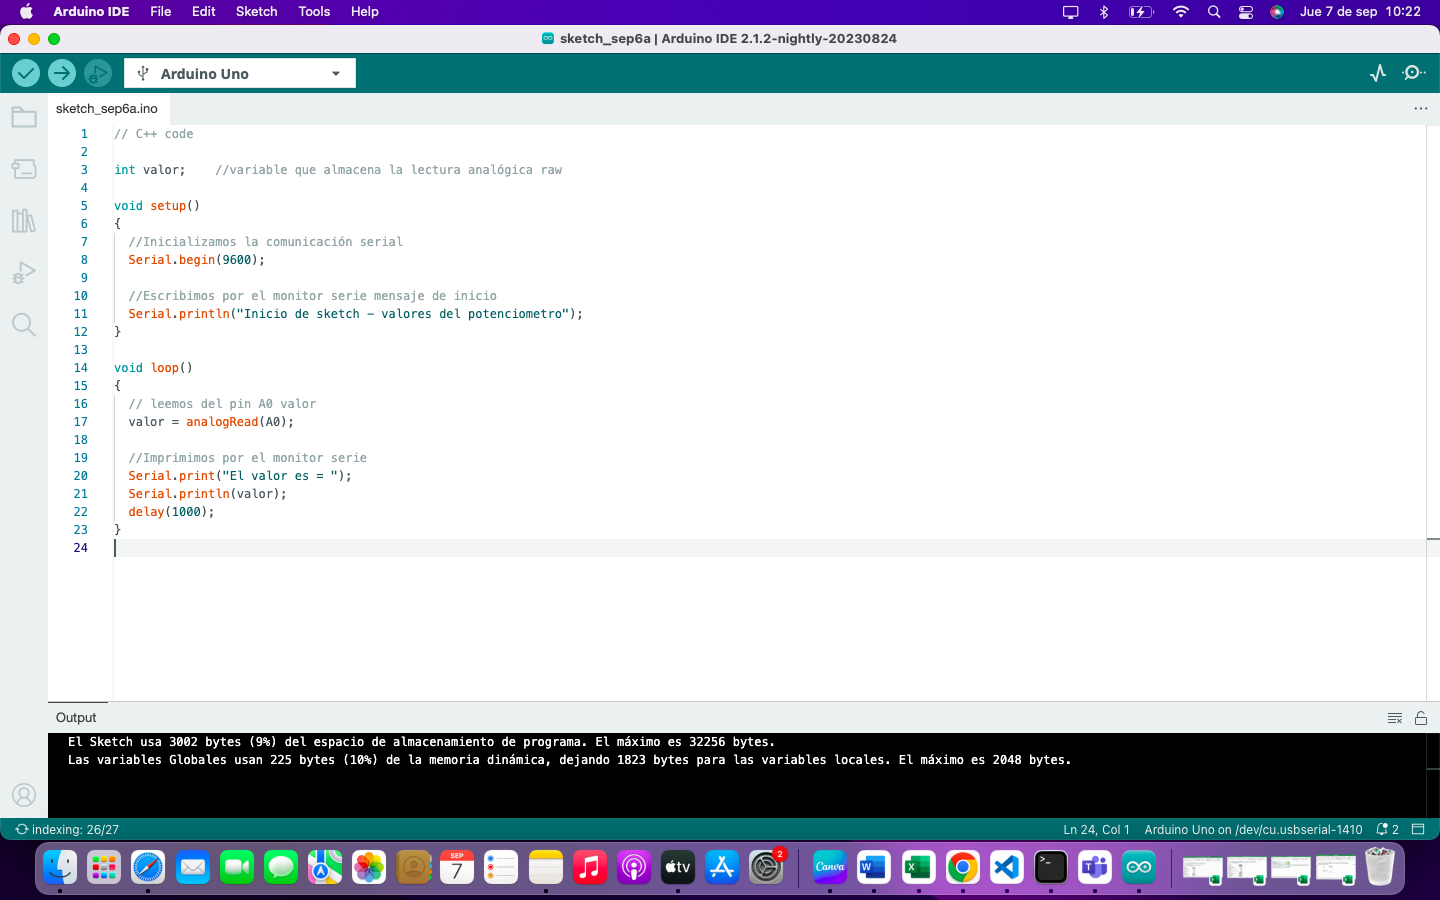 Arduino IDE File Edit Sketch Tools Help Jue 7 de sep 10:22
sketch_sep6a | Arduino IDE 2.1.2-nightly-20230824
Arduino Uno
sketch_sep6a.ino
1 // C++ code
2
3 int valor; //variable que almacena la lectura analógica raw
4
5 void setup()
6 {
7 //Inicializamos la comunicación serial
8 Serial.begin(9600);
9
10 //Escribimos por el monitor serie mensaje de inicio
11 Serial.println("Inicio de sketch – valores del potenciometro");
12 }
13
14 void loop()
15 {
16 // leemos del pin A0 valor
17 valor = analogRead(A0);
18
19 //Imprimimos por el monitor serie
20 Serial.print("El valor es = ");
21 Serial.println(valor);
22 delay(1000);
23 }
24
Output
El Sketch usa 3002 bytes (9%) del espacio de almacenamiento de programa. El máximo es 32256 bytes.
Las variables Globales usan 225 bytes (10%) de la memoria dinámica, dejando 1823 bytes para las variables locales. El máximo es 2048 bytes.
indexing: 26/27 Ln 24, Col 1 Arduino Uno on /dev/cu.usbserial-1410 2
SEP
7
tv
2
Canva
W
X
>_
T